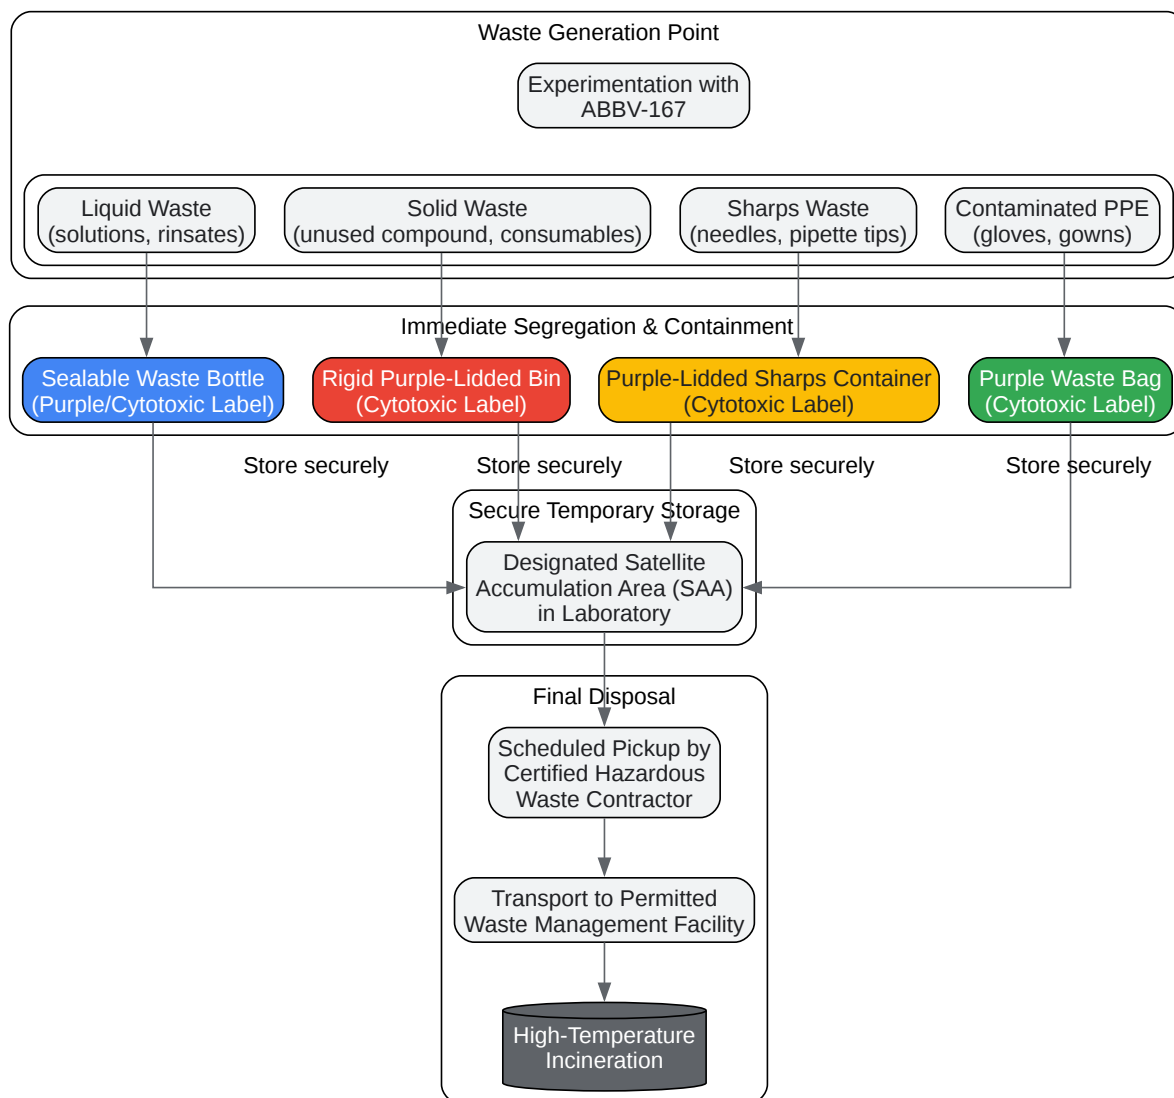 Waste Generation Point
Experimentation with
ABBV-167
Liquid Waste
(solutions, rinsates)
Solid Waste
(unused compound, consumables)
Sharps Waste
(needles, pipette tips)
Contaminated PPE
(gloves, gowns)
Immediate Segregation & Containment
Sealable Waste Bottle
(Purple/Cytotoxic Label)
Rigid Purple-Lidded Bin
(Cytotoxic Label)
Purple-Lidded Sharps Container
(Cytotoxic Label)
Purple Waste Bag
(Cytotoxic Label)
Store securely
Store securely
Store securely
Store securely
Secure Temporary Storage
Designated Satellite
Accumulation Area (SAA)
in Laboratory
Final Disposal
Scheduled Pickup by
Certified Hazardous
Waste Contractor
Transport to Permitted
Waste Management Facility
High-Temperature
Incineration